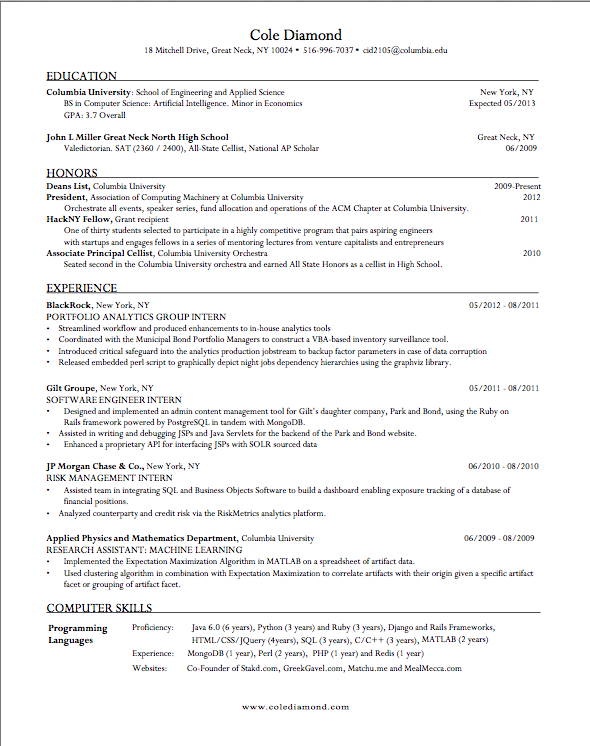 Cole Diamond
18 Mitchell Drive, Great Neck, NY 10024 • 516-996-7037 • cid2105@columbia.edu
EDUCATION
Columbia University: School of Engineering and Applied Science New York, NY
BS in Computer Science: Artificial Intelligence. Minor in Economics Expected 05/2013
GPA: 3.7 Overall
John L Miller Great Neck North High School Great Neck, NY
Valedictorian. SAT (2360 / 2400), All-State Cellist, National AP Scholar 06/2009
HONORS
Deans List, Columbia University 2009-Present
President, Association of Computing Machinery at Columbia University 2012
Orchestrate all events, speaker series, fund allocation and operations of the ACM Chapter at Columbia University.
HackNY Fellow, Grant recipient 2011
One of thirty students selected to participate in a highly competitive program that pairs aspiring engineers
with startups and engages fellows in a series of mentoring lectures from venture capitalists and entrepreneurs
Associate Principal Cellist, Columbia University Orchestra 2010
Seated second in the Columbia University orchestra and earned All State Honors as a cellist in High School.
EXPERIENCE
BlackRock, New York, NY 05/2012 - 08/2011
PORTFOLIO ANALYTICS GROUP INTERN
• Streamlined workflow and produced enhancements to in-house analytics tools
• Coordinated with the Municipal Bond Portfolio Managers to construct a VBA-based inventory surveillance tool.
• Introduced critical safeguard into the analytics production jobstream to backup factor parameters in case of data corruption
• Released embedded perl script to graphically depict night jobs dependency hierarchies using the graphviz library.
Gilt Groupe, New York, NY 05/2011 - 08/2011
SOFTWARE ENGINEER INTERN
• Designed and implemented an admin content management tool for Gilt's daughter company, Park and Bond, using the Ruby on
Rails framework powered by PostgreSQL in tandem with MongoDB.
• Assisted in writing and debugging JSPs and Java Servlets for the backend of the Park and Bond website.
• Enhanced a proprietary API for interfacing JSPs with SOLR sourced data
JP Morgan Chase & Co., New York, NY 06/2010 - 08/2010
RISK MANAGEMENT INTERN
• Assisted team in integrating SQL and Business Objects Software to build a dashboard enabling exposure tracking of a database of
financial positions.
• Analyzed counterparty and credit risk via the RiskMetrics analytics platform.
Applied Physics and Mathematics Department, Columbia University 06/2009 - 08/2009
RESEARCH ASSISTANT: MACHINE LEARNING
• Implemented the Expectation Maximization Algorithm in MATLAB on a spreadsheet of artifact data.
• Used clustering algorithm in combination with Expectation Maximization to correlate artifacts with their origin given a specific artifact
facet or grouping of artifact facet.
COMPUTER SKILLS
Programming Proficiency: Java 6.0 (6 years), Python (3 years) and Ruby (3 years), Django and Rails Frameworks,
Languages HTML/CSS/JQuery (4years), SQL (3 years), C/C++ (3 years), MATLAB (2 years)
Experience: MongoDB (1 year), Perl (2 years), PHP (1 year) and Redis (1 year)
Websites: Co-Founder of Stakd.com, GreekGavel.com, Matchu.me and MealMecca.com
www.colediamond.com